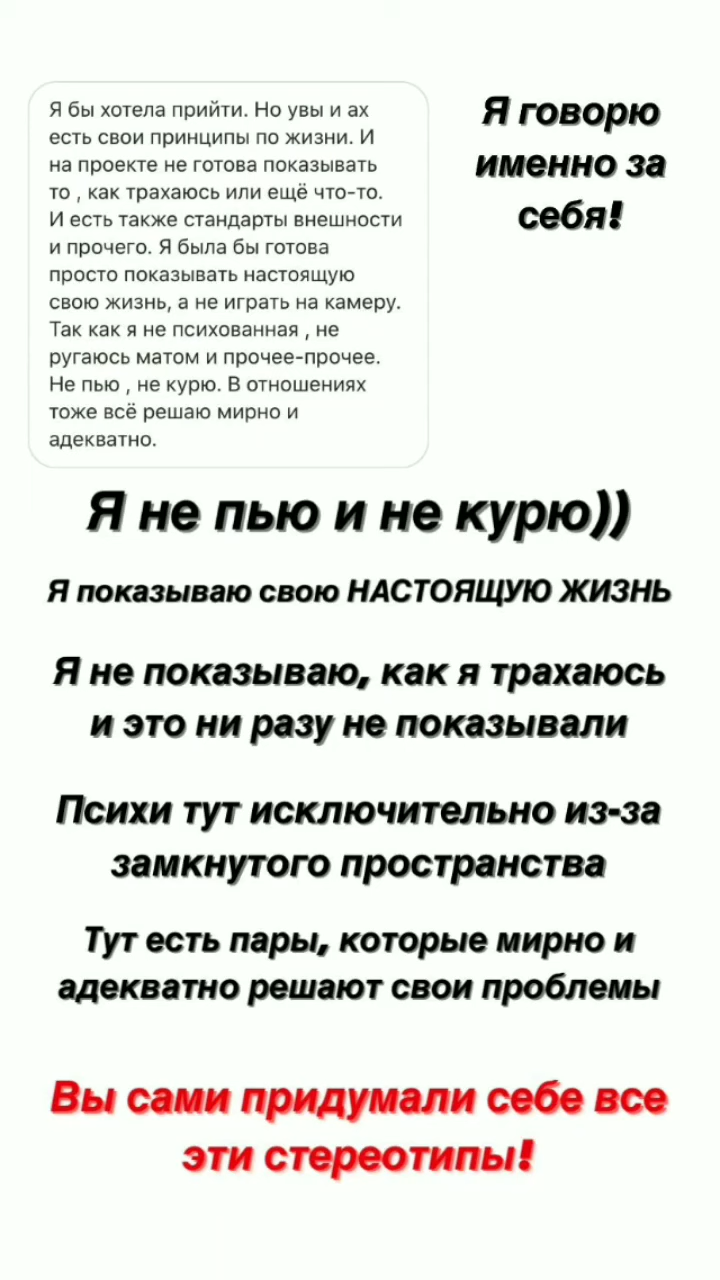 Я бы хотела прийти. Но увы и ах
есть свои принципы по жизни. И
на проекте не готова показывать
то , как трахаюсь или ещё что-то.
И есть также стандарты внешности
и прочего. Я была бы готова
просто показывать настоящую
свою жизнь, а не играть на камеру.
Так как я не психованная , не
ругаюсь матом и прочее-прочее.
Не пью , не курю. В отношениях
тоже всё решаю мирно и
адекватно.
Я говорю
именно за
себя!
Я не пью и не курю))
Я показываю свою НАСТОЯЩУЮ ЖИЗНЬ
Я не показываю, как я трахаюсь
и это ни разу не показывали
Психи тут исключительно из-за
замкнутого пространства
Тут есть пары, которые мирно и
адекватно решают свои проблемы
Вы сами придумали себе все
эти стереотипы!